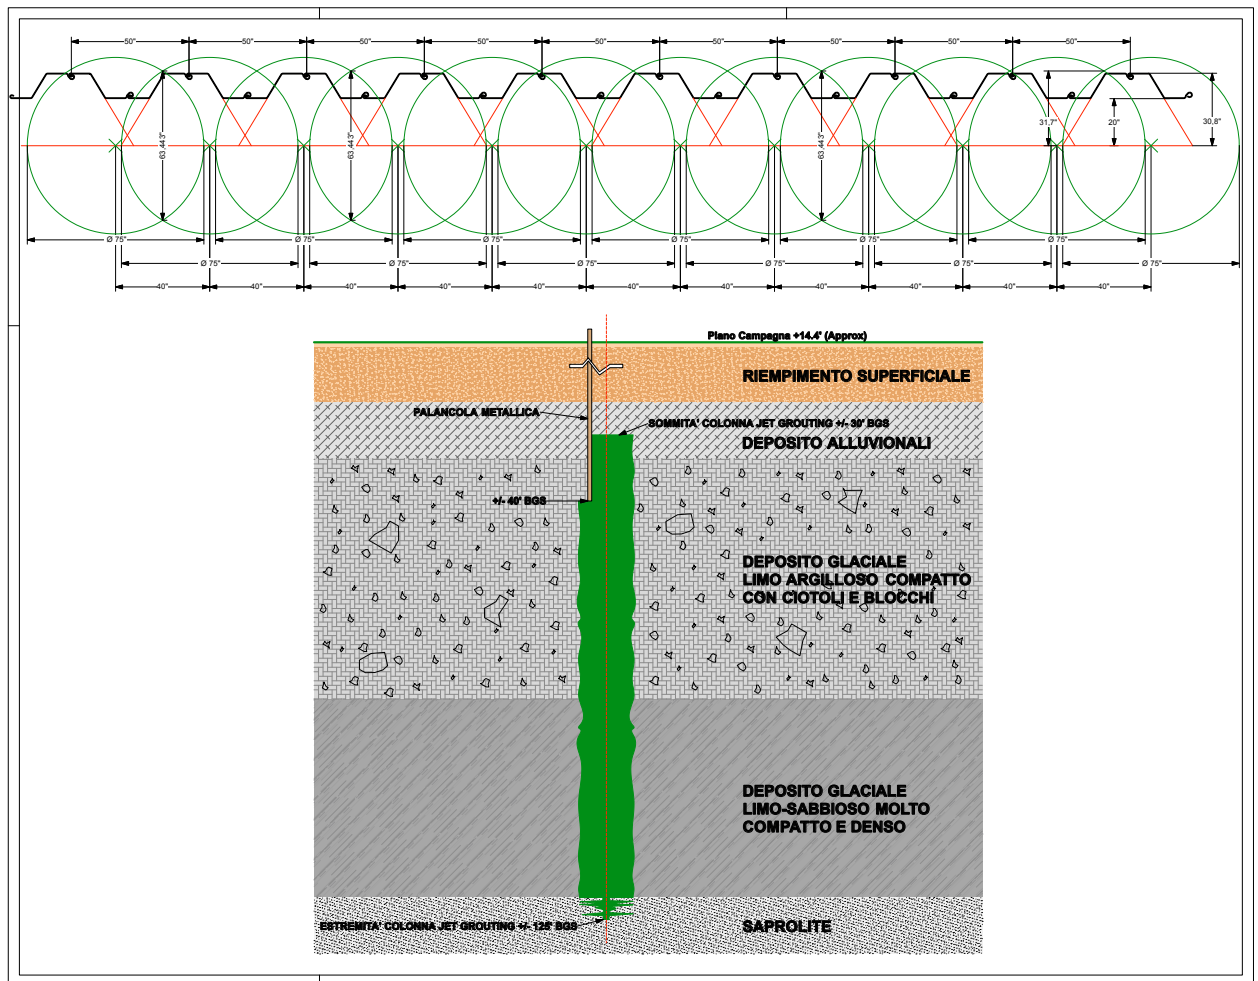 50" 50" 50" 50" 50" 50" 50" 50" 50"
63.443" 63.443" 63.443" 31.7" 20" 30,8"
Ø 75" Ø 75" Ø 75" Ø 75" Ø 75" Ø 75"
Ø 75" Ø 75" Ø 75" Ø 75" Ø 75" Ø 75"
40" 40" 40" 40" 40" 40" 40" 40" 40" 40" 40"
Piano Campagna +14.4' (Approx)
RIEMPIMENTO SUPERFICIALE
PALANCOLA METALLICA
SOMMITA' COLONNA JET GROUTING +/- 30' BGS
DEPOSITO ALLUVIONALI
+/- 40' BGS
DEPOSITO GLACIALE
LIMO ARGILLOSO COMPATTO
CON CIOTOLI E BLOCCHI
DEPOSITO GLACIALE
LIMO-SABBIOSO MOLTO
COMPATTO E DENSO
ESTREMITA' COLONNA JET GROUTING +/- 125' BGS
SAPROLITE